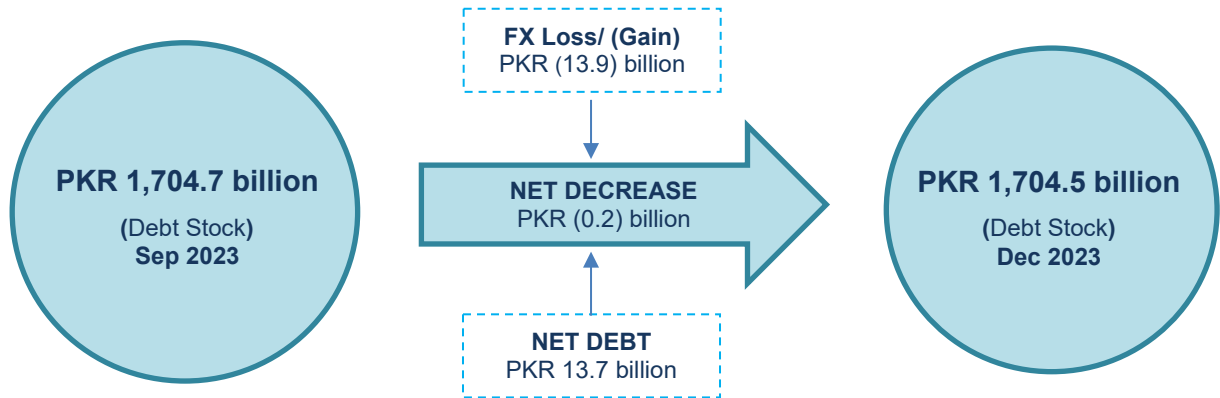 PKR 1,704.7 billion
(Debt Stock)
Sep 2023
FX Loss/ (Gain)
PKR (13.9) billion
NET DECREASE
PKR (0.2) billion
NET DEBT
PKR 13.7 billion
PKR 1,704.5 billion
(Debt Stock)
Dec 2023